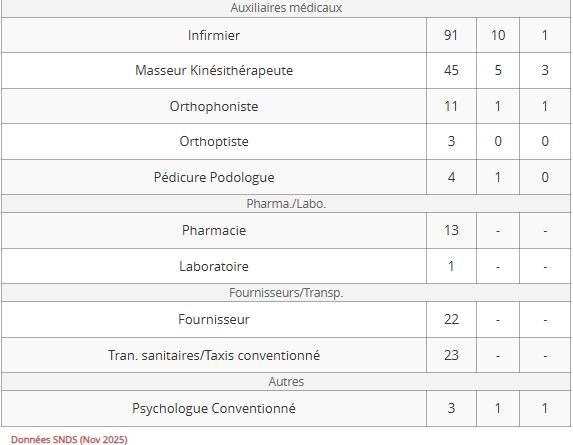 Auxiliaires médicaux
Infirmier 91 10 1
Masseur Kinésithérapeute 45 5 3
Orthophoniste 11 1 1
Orthoptiste 3 0 0
Pédicure Podologue 4 1 0
Pharma./Labo.
Pharmacie 13 - -
Laboratoire 1 - -
Fournisseurs/Transp.
Fournisseur 22 - -
Tran. sanitaires/Taxis conventionné 23 - -
Autres
Psychologue Conventionné 3 1 1
Données SNDS (Nov 2025)